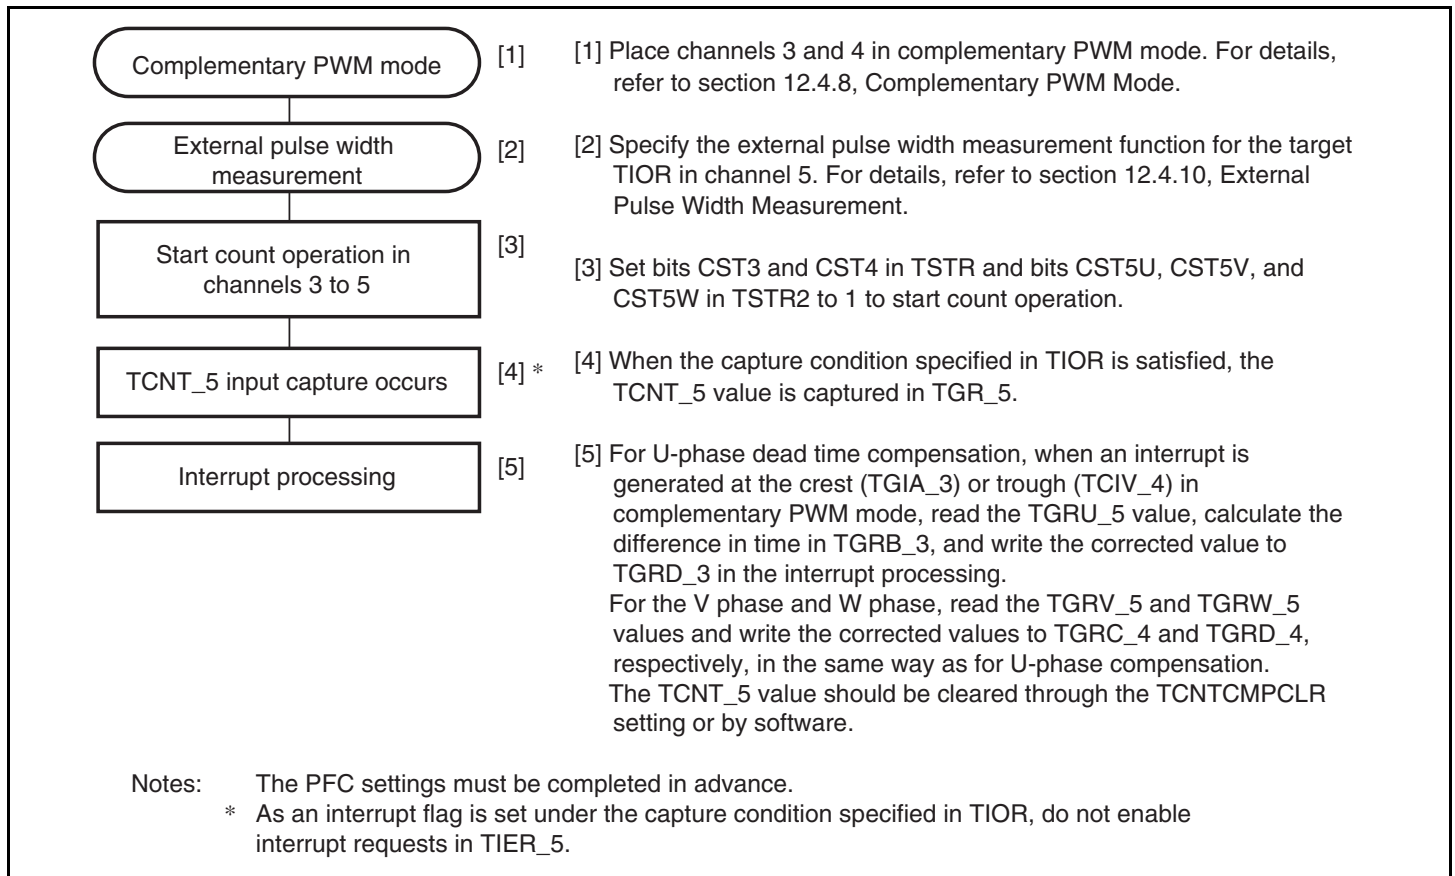 Complementary PWM mode [1]
External pulse width
measurement [2]
Start count operation in
channels 3 to 5 [3]
TCNT_5 input capture occurs [4] *
Interrupt processing [5]
[1] Place channels 3 and 4 in complementary PWM mode. For details,
refer to section 12.4.8, Complementary PWM Mode.
[2] Specify the external pulse width measurement function for the target
TIOR in channel 5. For details, refer to section 12.4.10, External
Pulse Width Measurement.
[3] Set bits CST3 and CST4 in TSTR and bits CST5U, CST5V, and
CST5W in TSTR2 to 1 to start count operation.
[4] When the capture condition specified in TIOR is satisfied, the
TCNT_5 value is captured in TGR_5.
[5] For U-phase dead time compensation, when an interrupt is
generated at the crest (TGIA_3) or trough (TCIV_4) in
complementary PWM mode, read the TGRU_5 value, calculate the
difference in time in TGRB_3, and write the corrected value to
TGRD_3 in the interrupt processing.
For the V phase and W phase, read the TGRV_5 and TGRW_5
values and write the corrected values to TGRC_4 and TGRD_4,
respectively, in the same way as for U-phase compensation.
The TCNT_5 value should be cleared through the TCNTCMPCLR
setting or by software.
Notes: The PFC settings must be completed in advance.
* As an interrupt flag is set under the capture condition specified in TIOR, do not enable
interrupt requests in TIER_5.